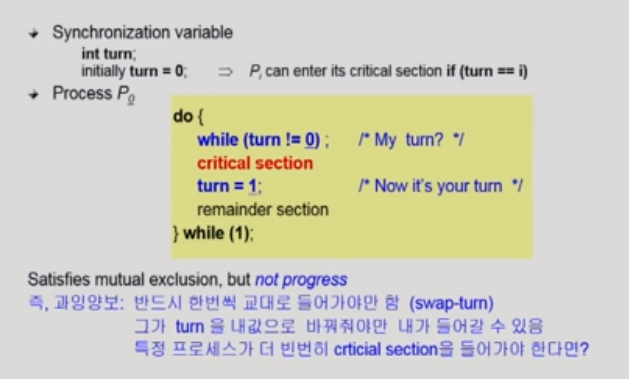 Synchronization variable
int turn;
initially turn = 0; ⇒ Pi can enter its critical section if (turn == i)
Process P0
do {
while (turn != 0) ; /* My turn? */
critical section
turn = 1; /* Now it's your turn */
remainder section
} while (1);
Satisfies mutual exclusion, but not progress
즉, 과잉양보: 반드시 한번씩 교대로 들어가야만 함 (swap-turn)
그가 turn 을 내값으로 바꿔줘야만 내가 들어갈 수 있음
특정 프로세스가 더 빈번히 crticial section을 들어가야 한다면?